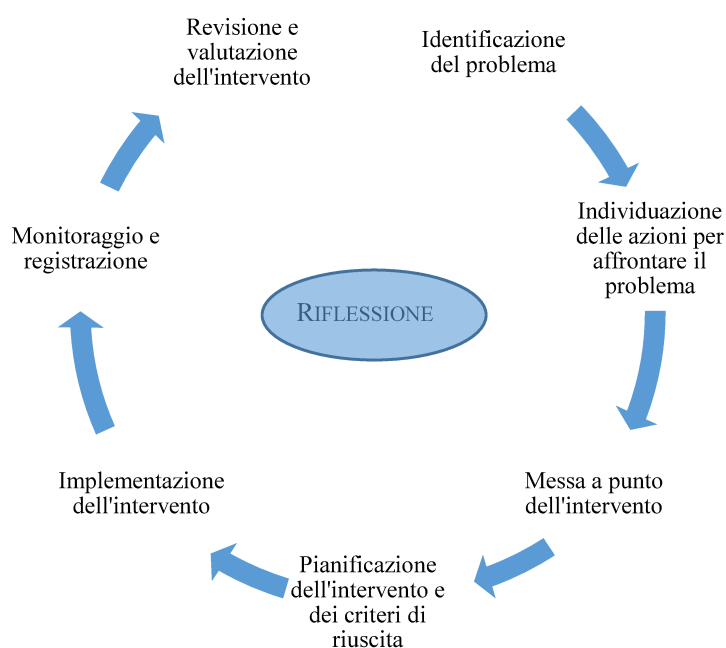 Revisione e
valutazione
dell'intervento
Identificazione
del problema
Individuazione
delle azioni per
affrontare il
problema
Messa a punto
dell'intervento
Pianificazione
dell'intervento e
dei criteri di
riuscita
Implementazione
dell'intervento
Monitoraggio e
registrazione
RIFLESSIONE